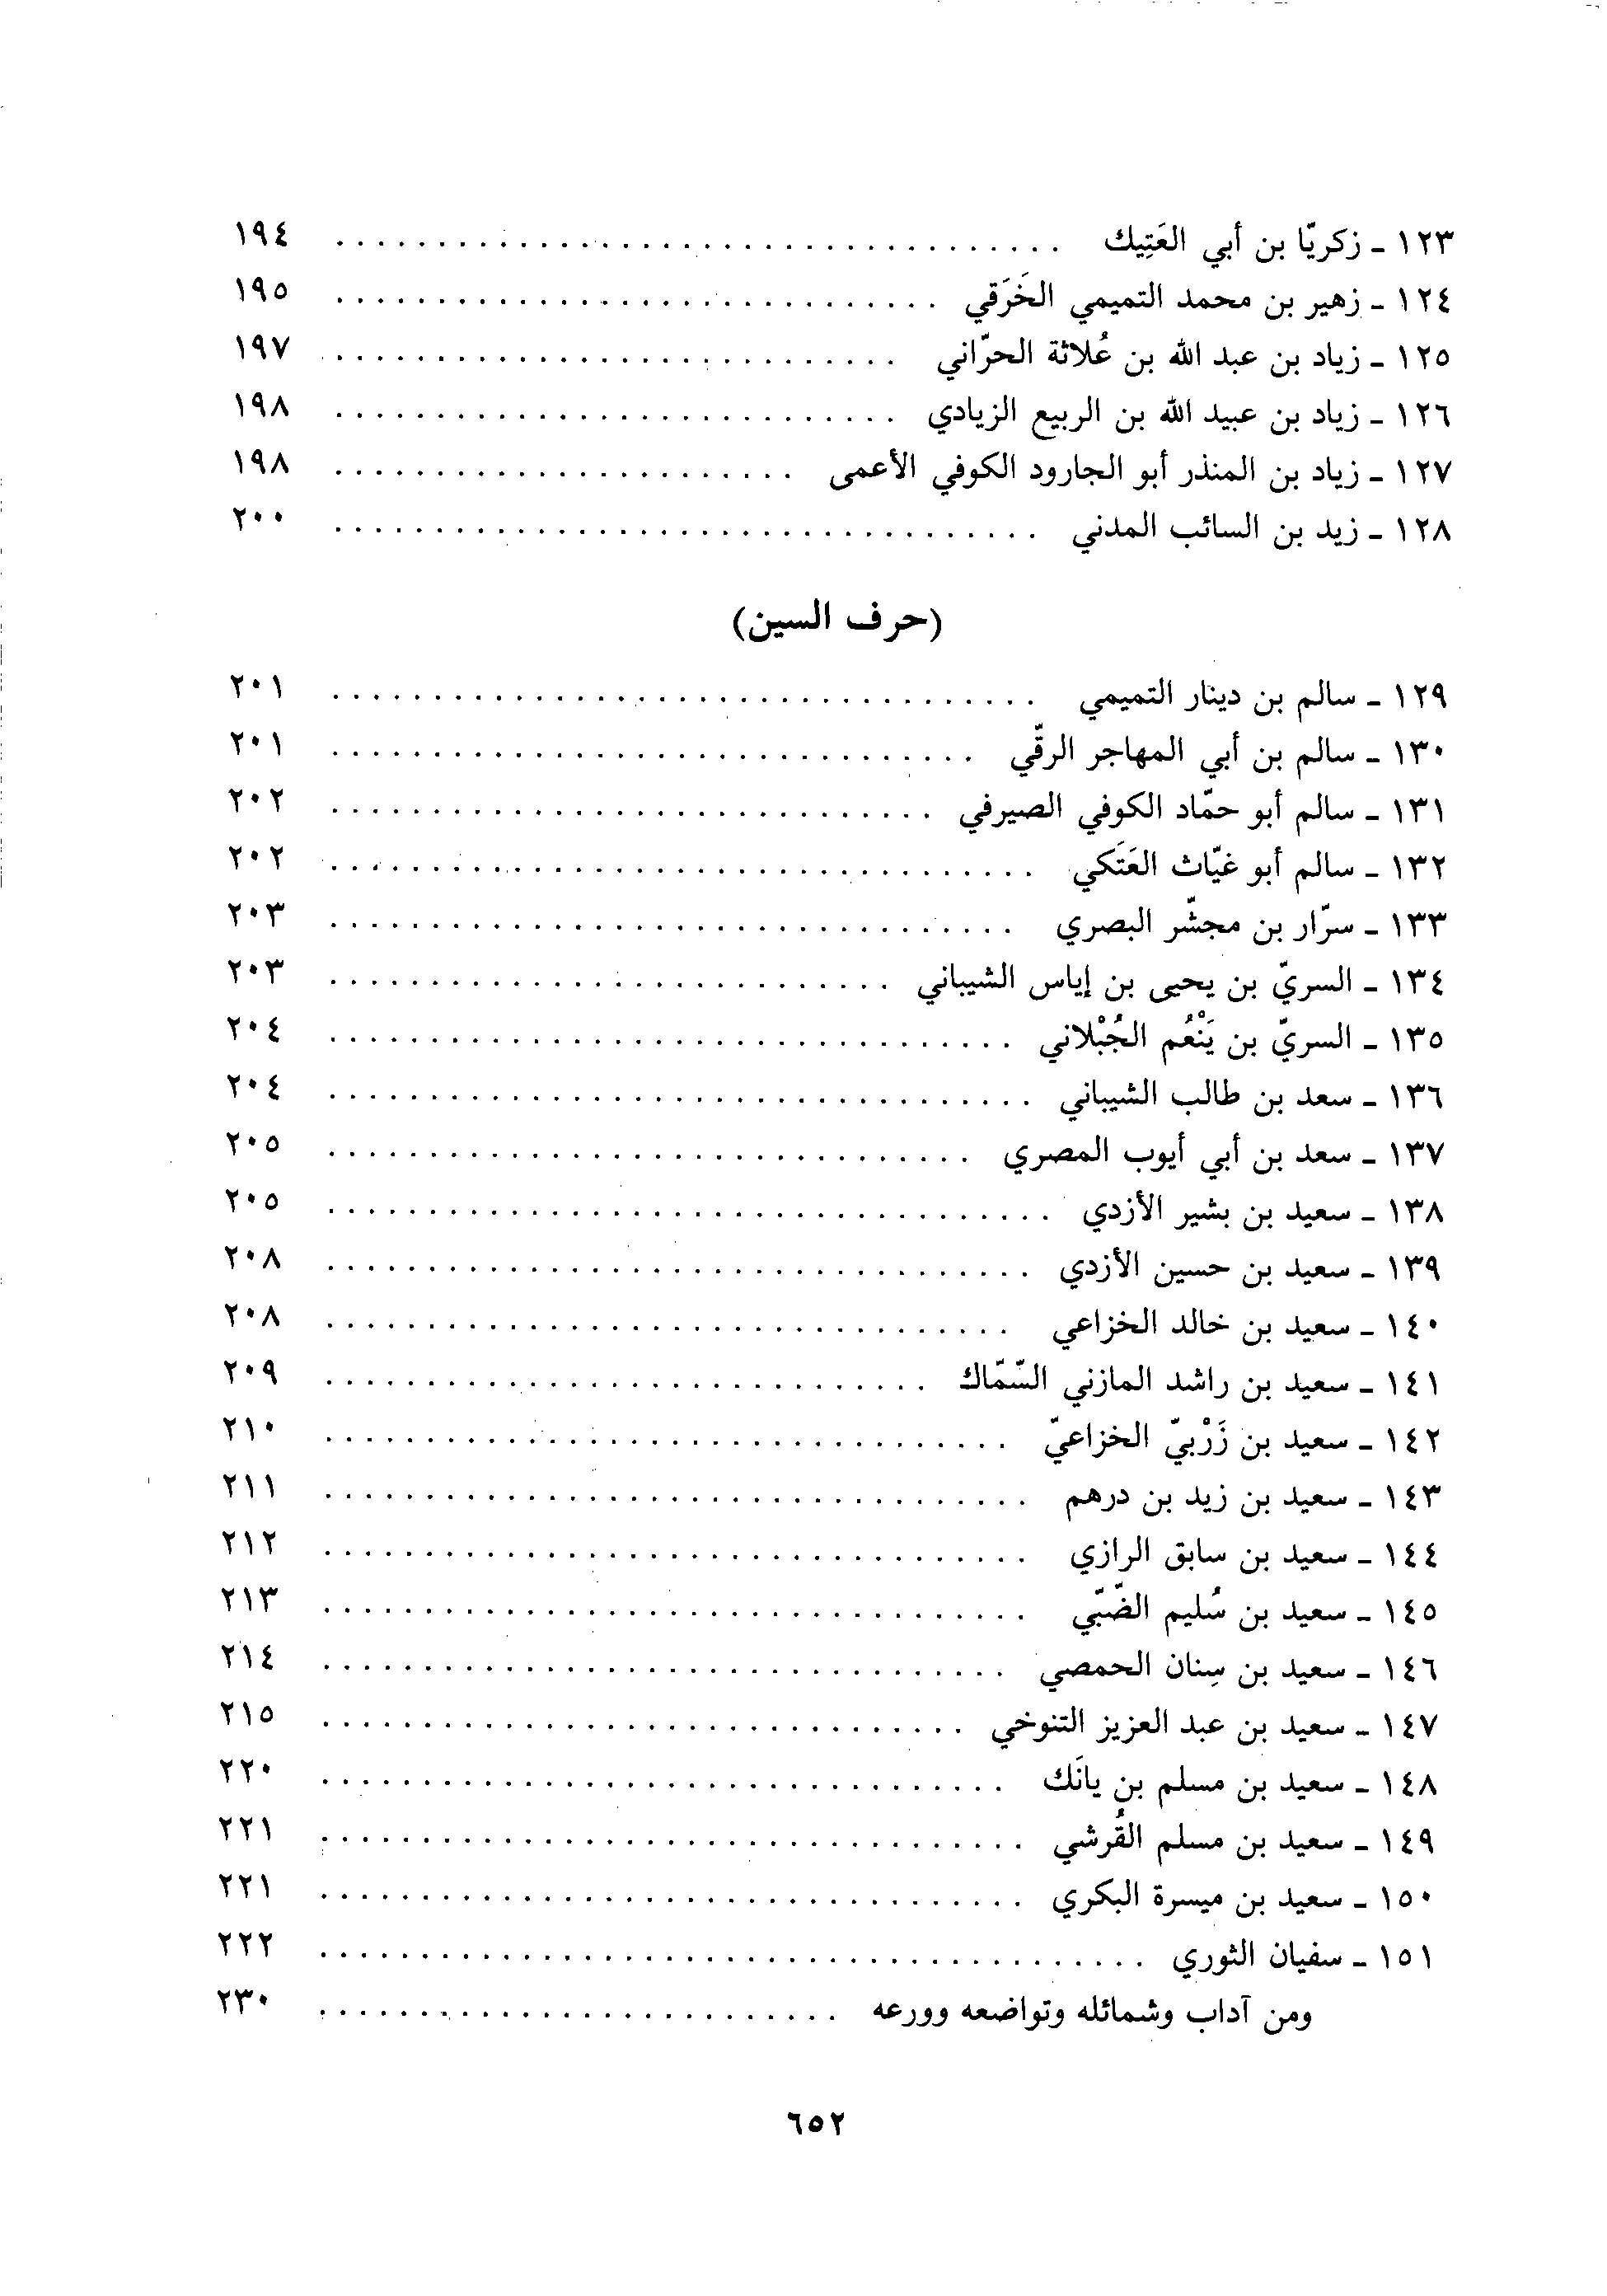 ١٢٣ ـ زكريّا بن أبي العَتِيك . . . . . . . . . . ١٩٤
١٢٤ ـ زهير بن محمد التميمي الخَرَقي . . . . . . . . . . ١٩٥
١٢٥ ـ زياد بن عبد الله بن عُلاثة الحرّاني . . . . . . . . . . ١٩٧
١٢٦ ـ زياد بن عبيد الله بن الربيع الزيادي . . . . . . . . . . ١٩٨
١٢٧ ـ زياد بن المنذر أبو الجارود الكوفي الأعمى . . . . . . . . . . ١٩٨
١٢٨ ـ زيد بن السائب المدني . . . . . . . . . . ٢٠٠
(حرف السين)
١٢٩ ـ سالم بن دينار التميمي . . . . . . . . . . ٢٠١
١٣٠ ـ سالم بن أبي المهاجر الرقّي . . . . . . . . . . ٢٠١
١٣١ ـ سالم أبو حمّاد الكوفي الصيرفي . . . . . . . . . . ٢٠٢
١٣٢ ـ سالم أبو غيّاث العَتَكي . . . . . . . . . . ٢٠٢
١٣٣ ـ سرّار بن مجشّر البصري . . . . . . . . . . ٢٠٣
١٣٤ ـ السريّ بن يحيى بن إياس الشيباني . . . . . . . . . . ٢٠٣
١٣٥ ـ السريّ بن يَنْعُم الجُبْلاني . . . . . . . . . . ٢٠٤
١٣٦ ـ سعد بن طالب الشيباني . . . . . . . . . . ٢٠٤
١٣٧ ـ سعد بن أبي أيوب المصري . . . . . . . . . . ٢٠٥
١٣٨ ـ سعيد بن بشير الأزدي . . . . . . . . . . ٢٠٥
١٣٩ ـ سعيد بن حسين الأزدي . . . . . . . . . . ٢٠٨
١٤٠ ـ سعيد بن خالد الخزاعي . . . . . . . . . . ٢٠٨
١٤١ ـ سعيد بن راشد المازني السّمّاك . . . . . . . . . . ٢٠٩
١٤٢ ـ سعيد بن زَرْبيّ الخزاعيّ . . . . . . . . . . ٢١٠
١٤٣ ـ سعيد بن زيد بن درهم . . . . . . . . . . ٢١١
١٤٤ ـ سعيد بن سابق الرازي . . . . . . . . . . ٢١٢
١٤٥ ـ سعيد بن سُليم الضّبّي . . . . . . . . . . ٢١٣
١٤٦ ـ سعيد بن سِنان الحمصي . . . . . . . . . . ٢١٤
١٤٧ ـ سعيد بن عبد العزيز التنوخي . . . . . . . . . . ٢١٥
١٤٨ ـ سعيد بن مسلم بن يانَك . . . . . . . . . . ٢٢٠
١٤٩ ـ سعيد بن مسلم القُرشي . . . . . . . . . . ٢٢١
١٥٠ ـ سعيد بن ميسرة البكري . . . . . . . . . . ٢٢١
١٥١ ـ سفيان الثوري . . . . . . . . . . ٢٢٢
ومن آداب وشمائله وتواضعه وورعه . . . . . . . . . . ٢٣٠
٦٥٢